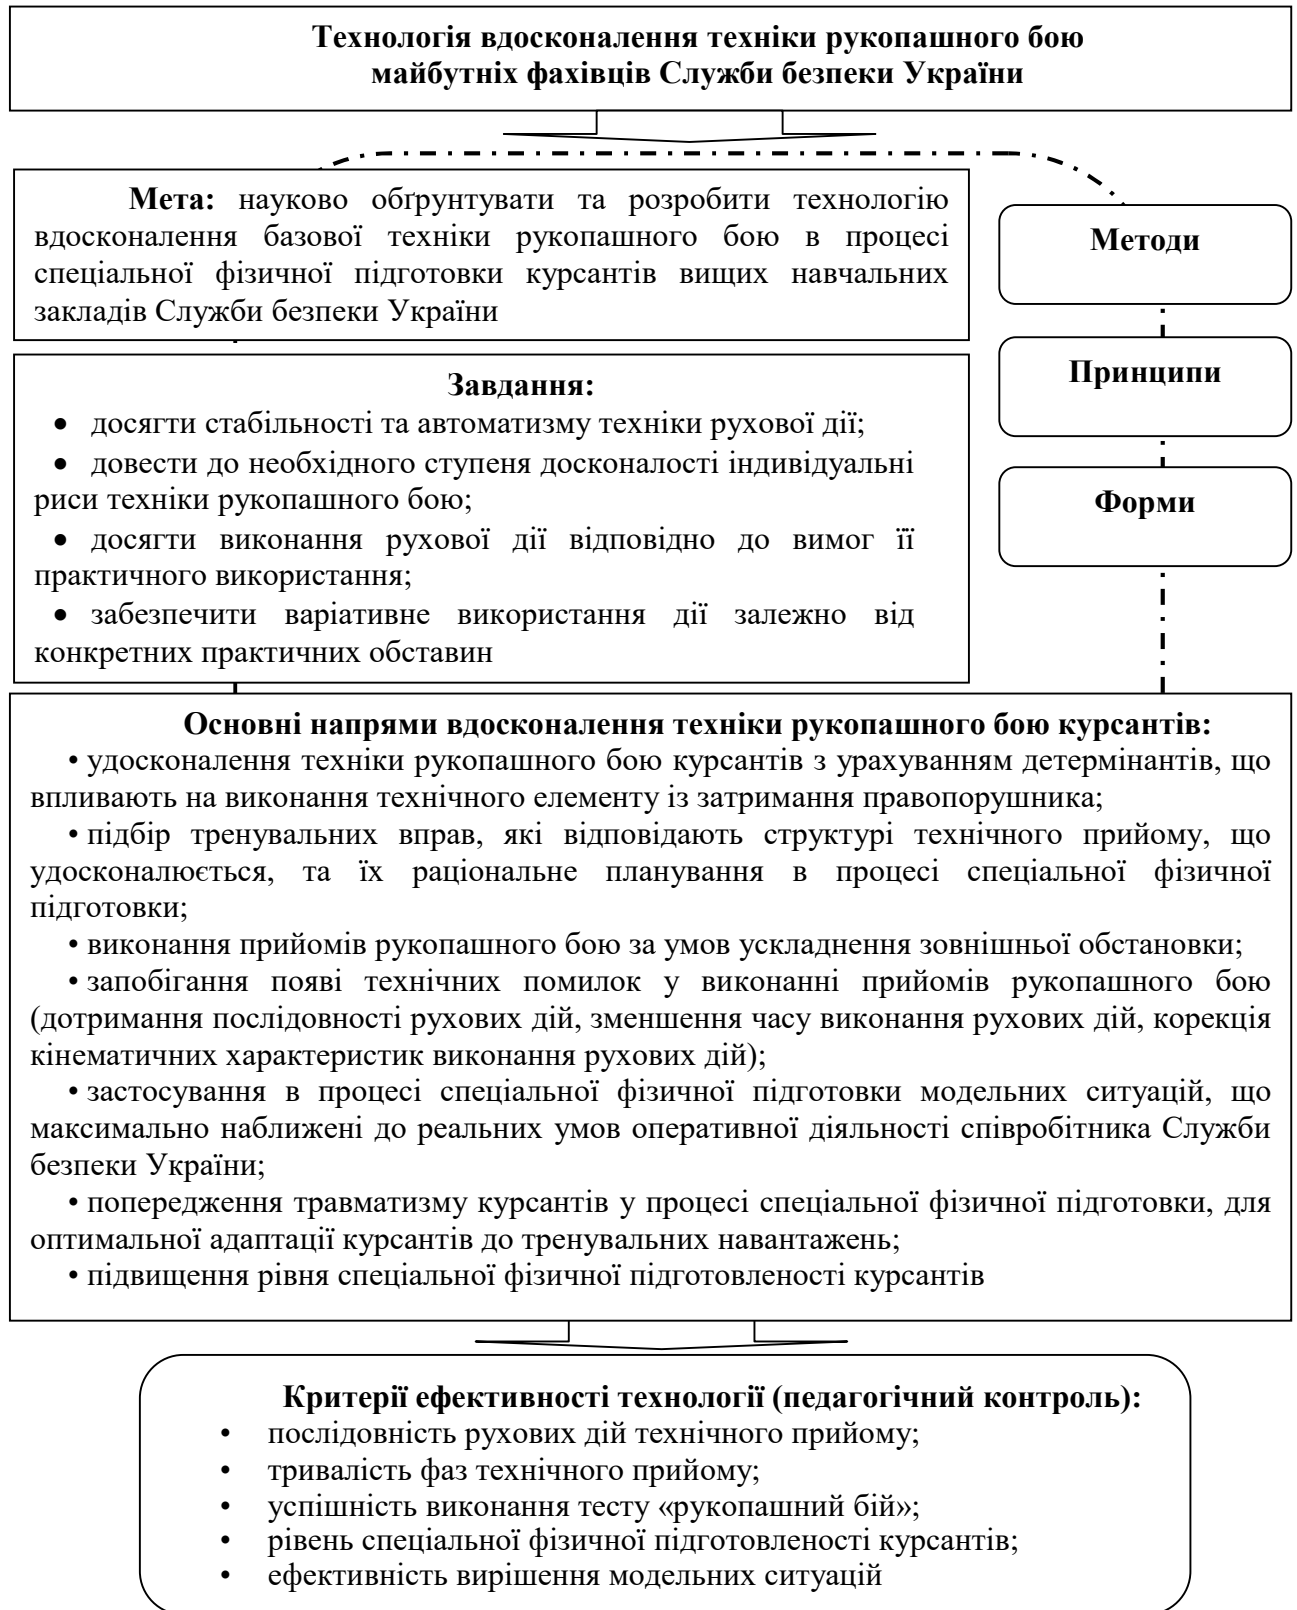 Технологія вдосконалення техніки рукопашного бою
майбутніх фахівців Служби безпеки України
Мета: науково обґрунтувати та розробити технологію
вдосконалення базової техніки рукопашного бою в процесі
спеціальної фізичної підготовки курсантів вищих навчальних
закладів Служби безпеки України
Методи
Принципи
Форми
Завдання:
• досягти стабільності та автоматизму техніки рухової дії;
• довести до необхідного ступеня досконалості індивідуальні
риси техніки рукопашного бою;
• досягти виконання рухової дії відповідно до вимог її
практичного використання;
• забезпечити варіативне використання дії залежно від
конкретних практичних обставин
Основні напрями вдосконалення техніки рукопашного бою курсантів:
• удосконалення техніки рукопашного бою курсантів з урахуванням детермінантів, що
впливають на виконання технічного елементу із затримання правопорушника;
• підбір тренувальних вправ, які відповідають структурі технічного прийому, що
удосконалюється, та їх раціональне планування в процесі спеціальної фізичної
підготовки;
• виконання прийомів рукопашного бою за умов ускладнення зовнішньої обстановки;
• запобігання появі технічних помилок у виконанні прийомів рукопашного бою
(дотримання послідовності рухових дій, зменшення часу виконання рухових дій, корекція
кінематичних характеристик виконання рухових дій);
• застосування в процесі спеціальної фізичної підготовки модельних ситуацій, що
максимально наближені до реальних умов оперативної діяльності співробітника Служби
безпеки України;
• попередження травматизму курсантів у процесі спеціальної фізичної підготовки, для
оптимальної адаптації курсантів до тренувальних навантажень;
• підвищення рівня спеціальної фізичної підготовленості курсантів
Критерії ефективності технології (педагогічний контроль):
• послідовність рухових дій технічного прийому;
• тривалість фаз технічного прийому;
• успішність виконання тесту «рукопашний бій»;
• рівень спеціальної фізичної підготовленості курсантів;
• ефективність вирішення модельних ситуацій